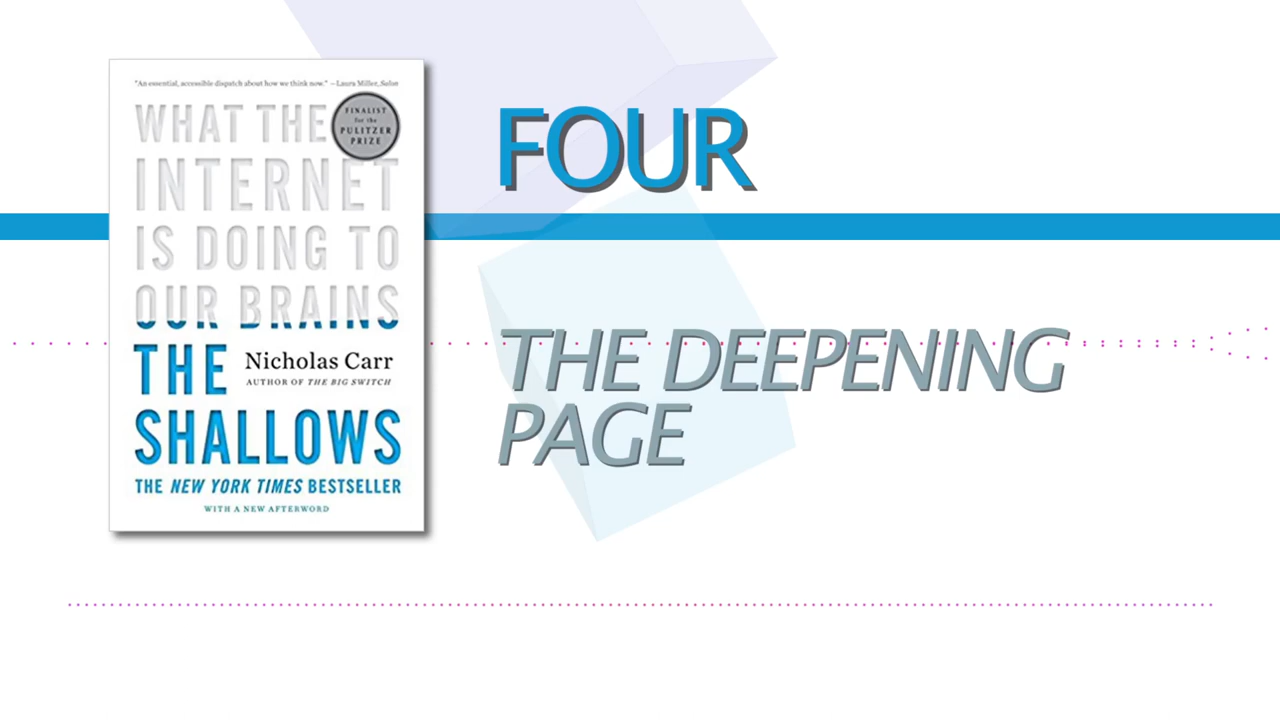 "An essential, accessible dispatch about how we think now." —Laura Miller, Salon
WHAT THE
FINALIST
for the
PULITZER
PRIZE
INTERNET
IS DOING TO
OUR BRAINS
THE
Nicholas Carr
AUTHOR OF THE BIG SWITCH
SHALLOWS
THE NEW YORK TIMES BESTSELLER
WITH A NEW AFTERWORD
FOUR
THE DEEPENING
PAGE